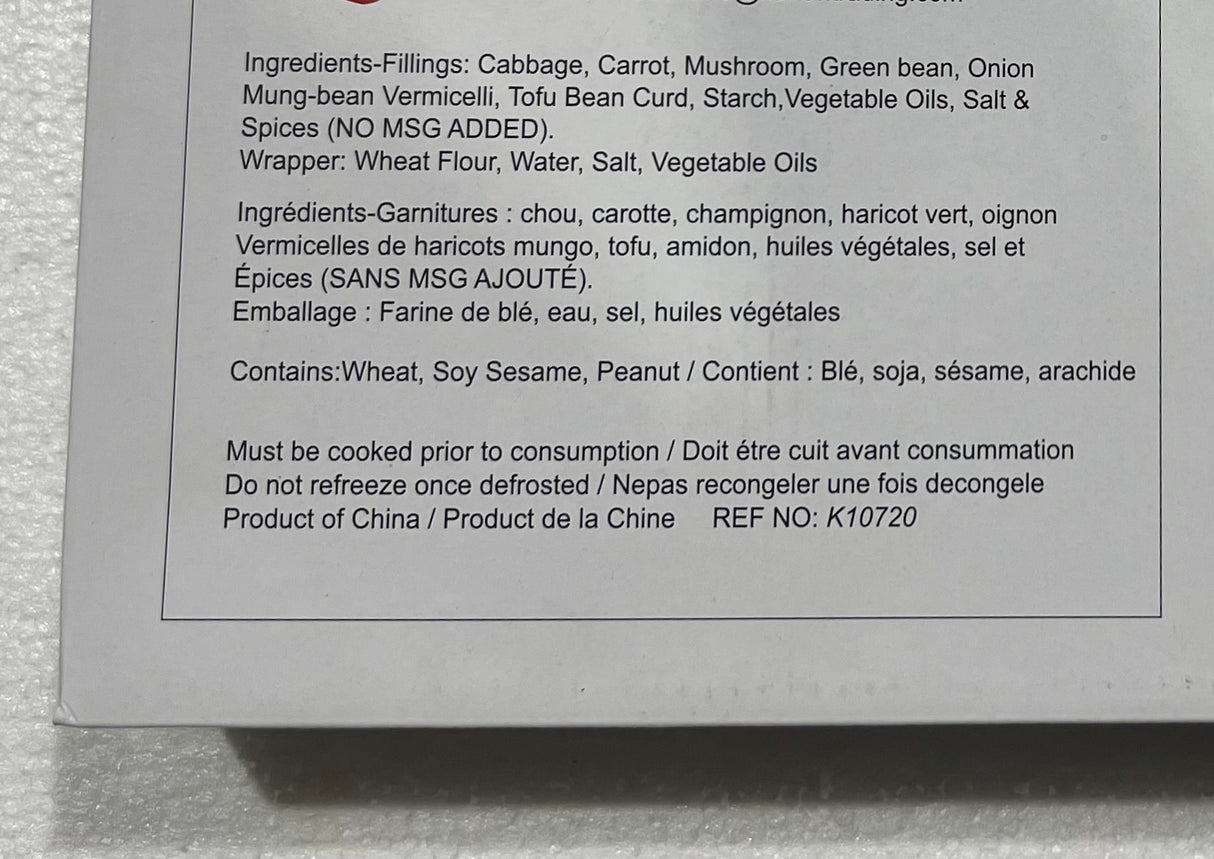 Ingredients-Fillings: Cabbage, Carrot, Mushroom, Green bean, Onion
Mung-bean Vermicelli, Tofu Bean Curd, Starch,Vegetable Oils, Salt &
Spices (NO MSG ADDED).
Wrapper: Wheat Flour, Water, Salt, Vegetable Oils
Ingrédients-Garnitures : chou, carotte, champignon, haricot vert, oignon
Vermicelles de haricots mungo, tofu, amidon, huiles végétales, sel et
Épices (SANS MSG AJOUTÉ).
Emballage : Farine de blé, eau, sel, huiles végétales
Contains:Wheat, Soy Sesame, Peanut / Contient : Blé, soja, sésame, arachide
Must be cooked prior to consumption / Doit étre cuit avant consummation
Do not refreeze once defrosted / Nepas recongeler une fois decongele
Product of China / Product de la Chine REF NO: K10720